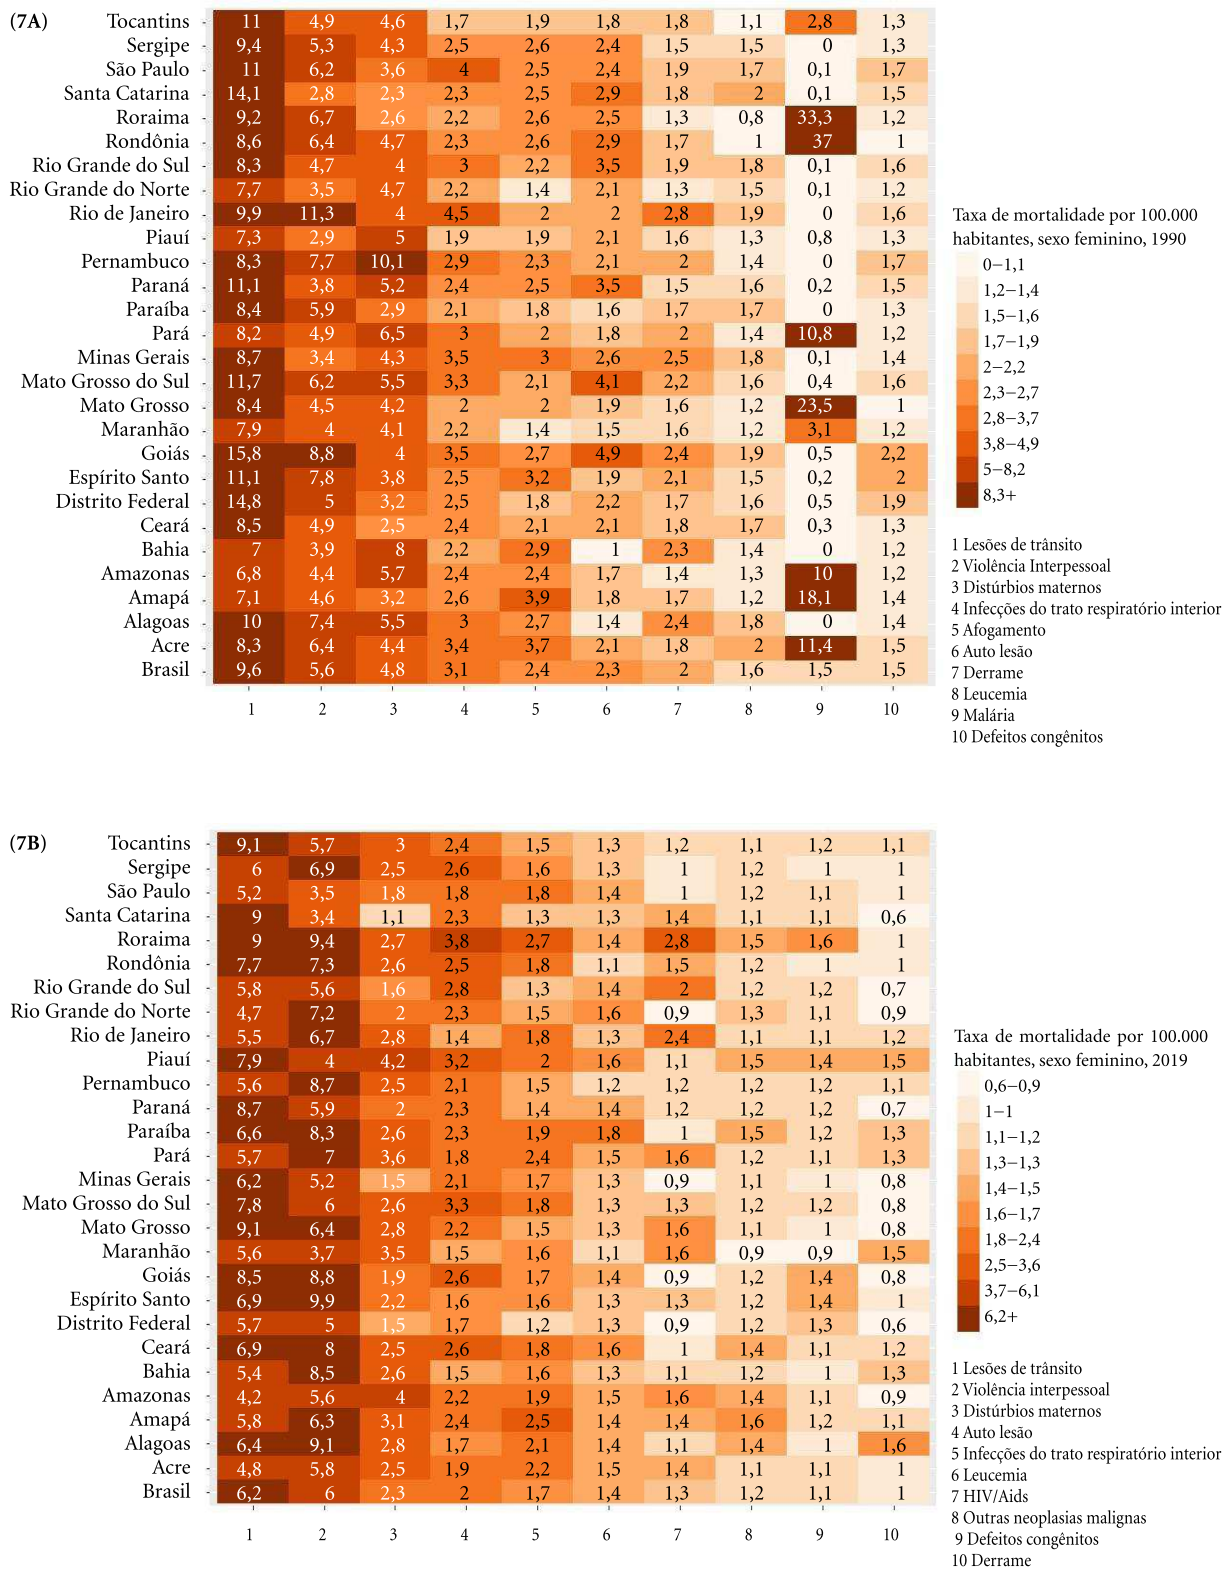 (7A)
Tocantins 11 4,9 4,6 1,7 1,9 1,8 1,8 1,1 2,8 1,3
Sergipe 9,4 5,3 4,3 2,5 2,6 2,4 1,5 1,5 0 1,3
São Paulo 11 6,2 3,6 4 2,5 2,4 1,9 1,7 0,1 1,7
Santa Catarina 14,1 2,8 2,3 2,3 2,5 2,9 1,8 2 0,1 1,5
Roraima 9,2 6,7 2,6 2,2 2,6 2,5 1,3 0,8 33,3 1,2
Rondônia 8,6 6,4 4,7 2,3 2,6 2,9 1,7 1 37 1
Rio Grande do Sul 8,3 4,7 4 3 2,2 3,5 1,9 1,8 0,1 1,6
Rio Grande do Norte 7,7 3,5 4,7 2,2 1,4 2,1 1,3 1,5 0,1 1,2
Rio de Janeiro 9,9 11,3 4 4,5 2 2 2,8 1,9 0 1,6
Piauí 7,3 2,9 5 1,9 1,9 2,1 1,6 1,3 0,8 1,3
Pernambuco 8,3 7,7 10,1 2,9 2,3 2,1 2 1,4 0 1,7
Paraná 11,1 3,8 5,2 2,4 2,5 3,5 1,5 1,6 0,2 1,5
Paraíba 8,4 5,9 2,9 2,1 1,8 1,6 1,7 1,7 0 1,3
Pará 8,2 4,9 6,5 3 2 1,8 2 1,4 10,8 1,2
Minas Gerais 8,7 3,4 4,3 3,5 3 2,6 2,5 1,8 0,1 1,4
Mato Grosso do Sul 11,7 6,2 5,5 3,3 2,1 4,1 2,2 1,6 0,4 1,6
Mato Grosso 8,4 4,5 4,2 2 2 1,9 1,6 1,2 23,5 1
Maranhão 7,9 4 4,1 2,2 1,4 1,5 1,6 1,2 3,1 1,2
Goiás 15,8 8,8 4 3,5 2,7 4,9 2,4 1,9 0,5 2,2
Espírito Santo 11,1 7,8 3,8 2,5 3,2 1,9 2,1 1,5 0,2 2
Distrito Federal 14,8 5 3,2 2,5 1,8 2,2 1,7 1,6 0,5 1,9
Ceará 8,5 4,9 2,5 2,4 2,1 2,1 1,8 1,7 0,3 1,3
Bahia 7 3,9 8 2,2 2,9 1 2,3 1,4 0 1,2
Amazonas 6,8 4,4 5,7 2,4 2,4 1,7 1,4 1,3 10 1,2
Amapá 7,1 4,6 3,2 2,6 3,9 1,8 1,7 1,2 18,1 1,4
Alagoas 10 7,4 5,5 3 2,7 1,4 2,4 1,8 0 1,4
Acre 8,3 6,4 4,4 3,4 3,7 2,1 1,8 2 11,4 1,5
Brasil 9,6 5,6 4,8 3,1 2,4 2,3 2 1,6 1,5 1,5
1 2 3 4 5 6 7 8 9 10
Taxa de mortalidade por 100.000
habitantes, sexo feminino, 1990
0−1,1
1,2−1,4
1,5−1,6
1,7−1,9
2−2,2
2,3−2,7
2,8−3,7
3,8−4,9
5−8,2
8,3+
1 Lesões de trânsito
2 Violência Interpessoal
3 Distúrbios maternos
4 Infecções do trato respiratório interior
5 Afogamento
6 Auto lesão
7 Derrame
8 Leucemia
9 Malária
10 Defeitos congênitos
(7B)
Tocantins 9,1 5,7 3 2,4 1,5 1,3 1,2 1,1 1,2 1,1
Sergipe 6 6,9 2,5 2,6 1,6 1,3 1 1,2 1 1
São Paulo 5,2 3,5 1,8 1,8 1,8 1,4 1 1,2 1,1 1
Santa Catarina 9 3,4 1,1 2,3 1,3 1,3 1,4 1,1 1,1 0,6
Roraima 9 9,4 2,7 3,8 2,7 1,4 2,8 1,5 1,6 1
Rondônia 7,7 7,3 2,6 2,5 1,8 1,1 1,5 1,2 1 1
Rio Grande do Sul 5,8 5,6 1,6 2,8 1,3 1,4 2 1,2 1,2 0,7
Rio Grande do Norte 4,7 7,2 2 2,3 1,5 1,6 0,9 1,3 1,1 0,9
Rio de Janeiro 5,5 6,7 2,8 1,4 1,8 1,3 2,4 1,1 1,1 1,2
Piauí 7,9 4 4,2 3,2 2 1,6 1,1 1,5 1,4 1,5
Pernambuco 5,6 8,7 2,5 2,1 1,5 1,2 1,2 1,2 1,2 1,1
Paraná 8,7 5,9 2 2,3 1,4 1,4 1,2 1,2 1,2 0,7
Paraíba 6,6 8,3 2,6 2,3 1,9 1,8 1 1,5 1,2 1,3
Pará 5,7 7 3,6 1,8 2,4 1,5 1,6 1,2 1,1 1,3
Minas Gerais 6,2 5,2 1,5 2,1 1,7 1,3 0,9 1,1 1 0,8
Mato Grosso do Sul 7,8 6 2,6 3,3 1,8 1,3 1,3 1,2 1,2 0,8
Mato Grosso 9,1 6,4 2,8 2,2 1,5 1,3 1,6 1,1 1 0,8
Maranhão 5,6 3,7 3,5 1,5 1,6 1,1 1,6 0,9 0,9 1,5
Goiás 8,5 8,8 1,9 2,6 1,7 1,4 0,9 1,2 1,4 0,8
Espírito Santo 6,9 9,9 2,2 1,6 1,6 1,3 1,3 1,2 1,4 1
Distrito Federal 5,7 5 1,5 1,7 1,2 1,3 0,9 1,2 1,3 0,6
Ceará 6,9 8 2,5 2,6 1,8 1,6 1 1,4 1,1 1,2
Bahia 5,4 8,5 2,6 1,5 1,6 1,3 1,1 1,2 1 1,3
Amazonas 4,2 5,6 4 2,2 1,9 1,5 1,6 1,4 1,1 0,9
Amapá 5,8 6,3 3,1 2,4 2,5 1,4 1,4 1,6 1,2 1,1
Alagoas 6,4 9,1 2,8 1,7 2,1 1,4 1,1 1,4 1 1,6
Acre 4,8 5,8 2,5 1,9 2,2 1,5 1,4 1,1 1,1 1
Brasil 6,2 6 2,3 2 1,7 1,4 1,3 1,2 1,1 1
1 2 3 4 5 6 7 8 9 10
Taxa de mortalidade por 100.000
habitantes, sexo feminino, 2019
0,6−0,9
1−1
1,1−1,2
1,3−1,3
1,4−1,5
1,6−1,7
1,8−2,4
2,5−3,6
3,7−6,1
6,2+
1 Lesões de trânsito
2 Violência interpessoal
3 Distúrbios maternos
4 Auto lesão
5 Infecções do trato respiratório interior
6 Leucemia
7 HIV/Aids
8 Outras neoplasias malignas
9 Defeitos congênitos
10 Derrame